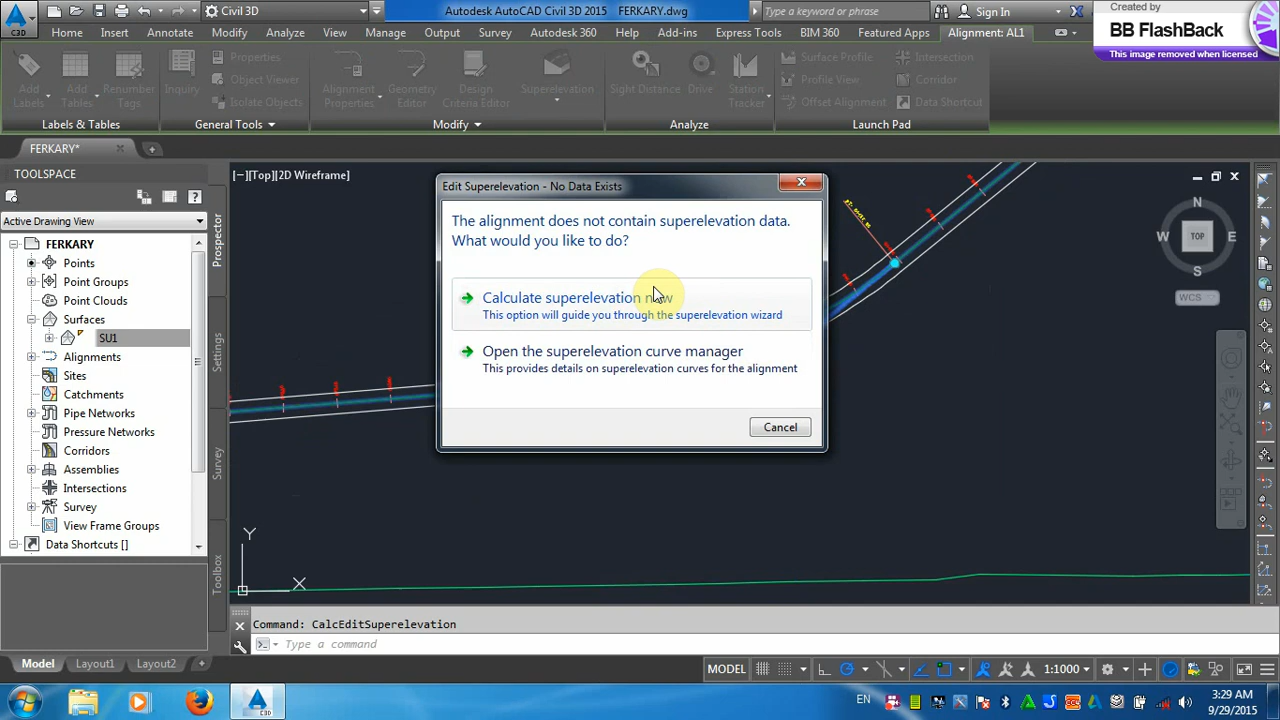 Civil 3D
Autodesk AutoCAD Civil 3D 2015 FERKARY.dwg
Type a keyword or phrase
Sign In
Created by
BB FlashBack
This image removed when licensed
C3D
Home Insert Annotate Modify Analyze View Manage Output Survey Autodesk 360 Help Add-ins Express Tools BIM 360 Featured Apps Alignment: AL1
Add Labels
Add Tables
Renumber Tags
Inquiry
Properties
Object Viewer
Isolate Objects
Alignment Properties
Geometry Editor
Design Criteria Editor
Superelevation
Sight Distance
Drive
Station Tracker
Surface Profile
Profile View
Offset Alignment
Intersection
Corridor
Data Shortcut
Labels & Tables
General Tools
Modify
Analyze
Launch Pad
FERKARY*
TOOLSPACE
Active Drawing View
FERKARY
Points
Point Groups
Point Clouds
Surfaces
SU1
Alignments
Sites
Catchments
Pipe Networks
Pressure Networks
Corridors
Assemblies
Intersections
Survey
View Frame Groups
Data Shortcuts []
Prospector
Settings
Survey
Toolbox
[−][Top][2D Wireframe]
N
W TOP E
S
WCS
Y
X
Edit Superelevation - No Data Exists
The alignment does not contain superelevation data.
What would you like to do?
Calculate superelevation now
This option will guide you through the superelevation wizard
Open the superelevation curve manager
This provides details on superelevation curves for the alignment
Cancel
Command: CalcEditSuperelevation
Type a command
Model Layout1 Layout2
MODEL
1:1000
C3D
EN
3:29 AM
9/29/2015